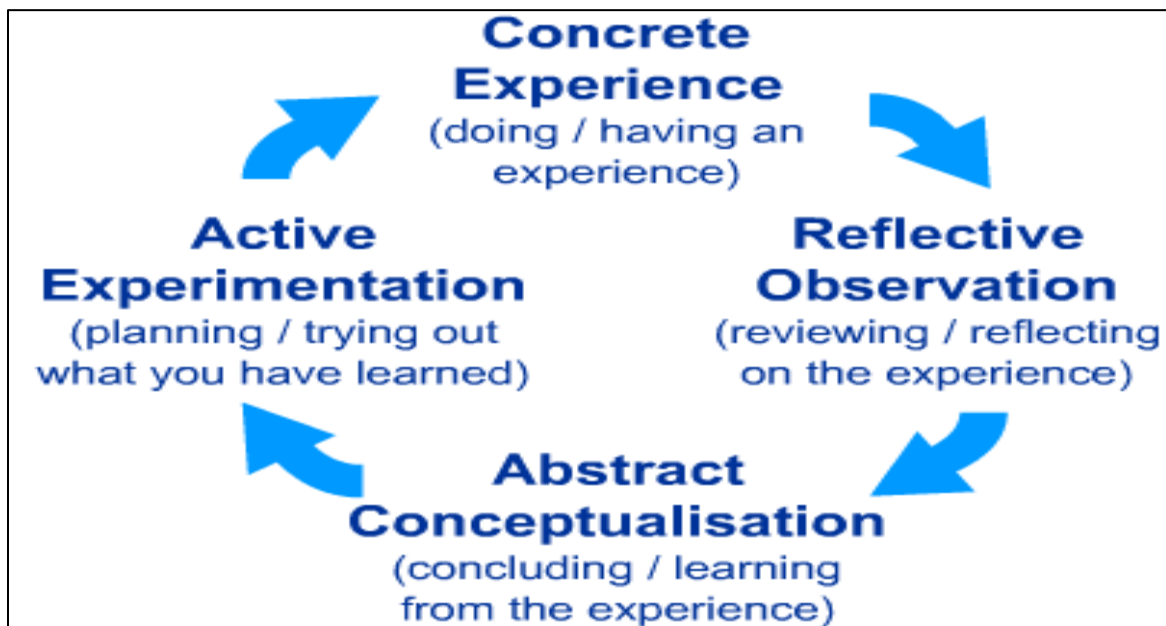 Concrete
Experience
(doing / having an
experience)
Reflective
Observation
(reviewing / reflecting
on the experience)
Abstract
Conceptualisation
(concluding / learning
from the experience)
Active
Experimentation
(planning / trying out
what you have learned)